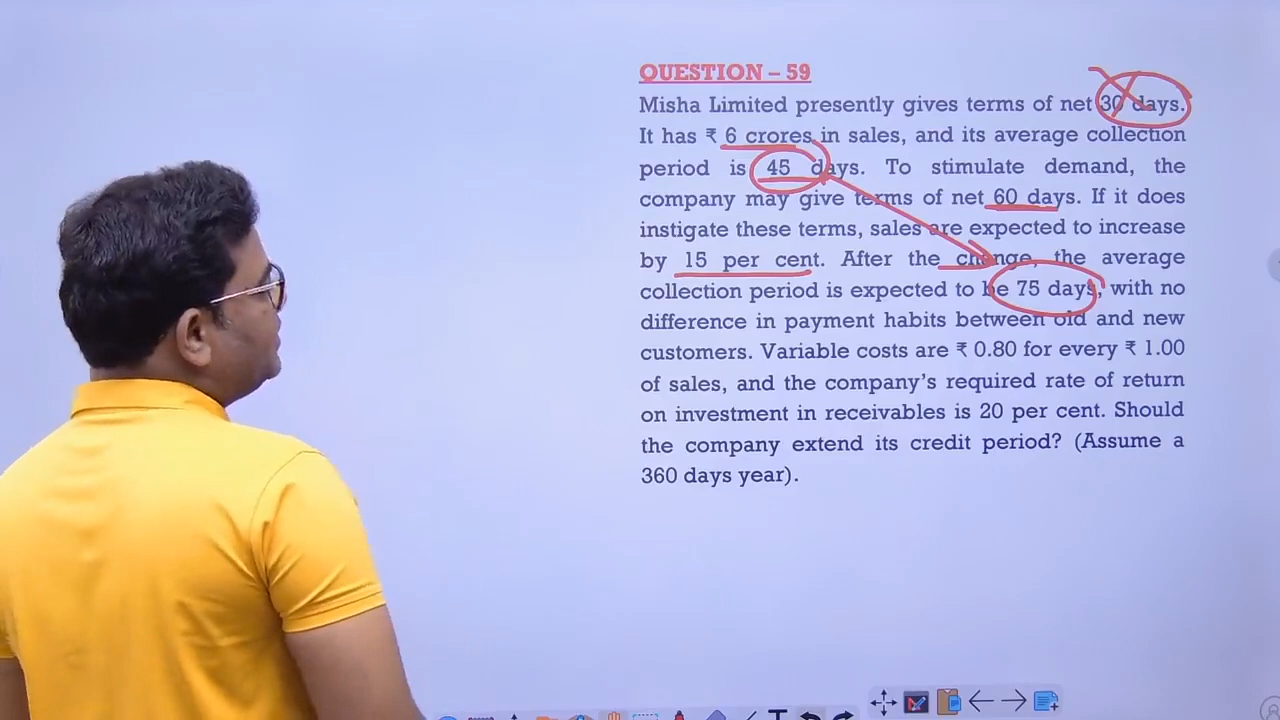 QUESTION – 59
Misha Limited presently gives terms of net 30 days.
It has ₹ 6 crores in sales, and its average collection
period is 45 days. To stimulate demand, the
company may give terms of net 60 days. If it does
instigate these terms, sales are expected to increase
by 15 per cent. After the change, the average
collection period is expected to be 75 days, with no
difference in payment habits between old and new
customers. Variable costs are ₹ 0.80 for every ₹ 1.00
of sales, and the company's required rate of return
on investment in receivables is 20 per cent. Should
the company extend its credit period? (Assume a
360 days year).